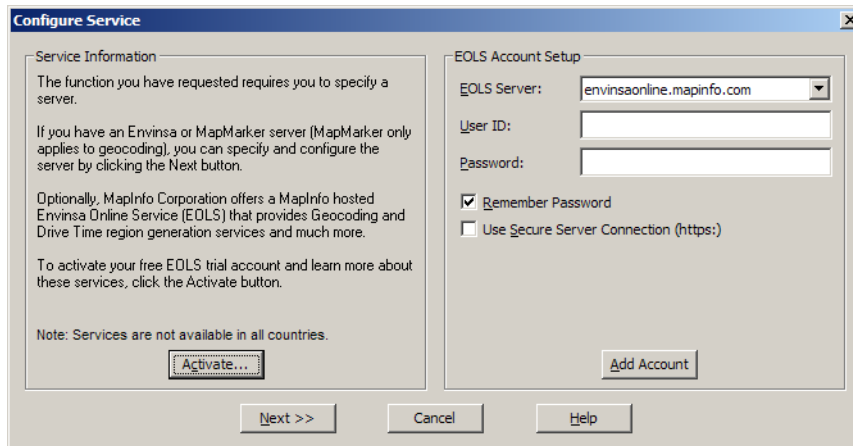 Configure Service
Service Information
The function you have requested requires you to specify a
server.
If you have an Envinsa or MapMarker server (MapMarker only
applies to geocoding), you can specify and configure the
server by clicking the Next button.
Optionally, MapInfo Corporation offers a MapInfo hosted
Envinsa Online Service (EOLS) that provides Geocoding and
Drive Time region generation services and much more.
To activate your free EOLS trial account and learn more about
these services, click the Activate button.
Note: Services are not available in all countries.
Activate...
EOLS Account Setup
EOLS Server: envinsaonline.mapinfo.com
User ID:
Password:
Remember Password
Use Secure Server Connection (https:)
Add Account
Next >> Cancel Help